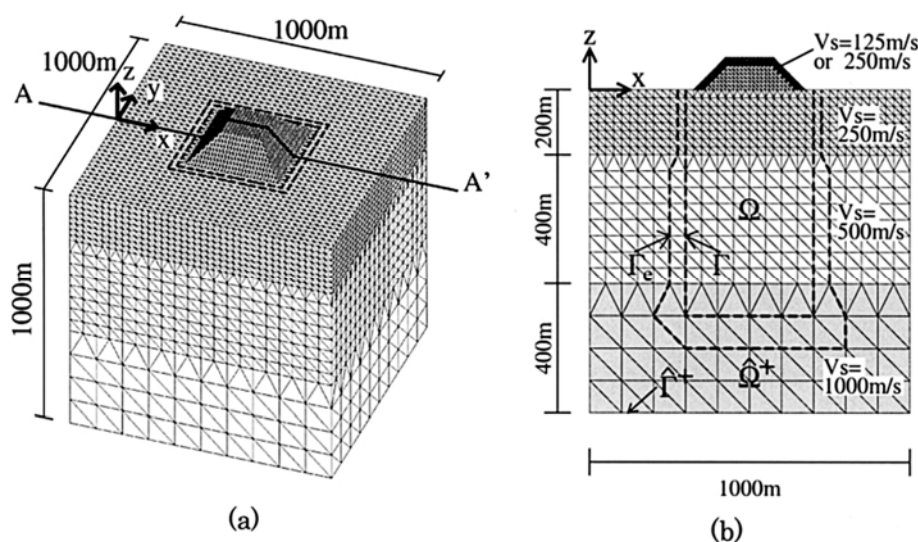 1000m
1000m
A
z
y
x
A'
1000m
(a)
z
x
Vs=125m/s
or 250m/s
200m
Vs=
250m/s
400m
Ω
Vs=
500m/s
Γe
Γ
400m
Γ̂+
Ω̂+
Vs=
1000m/s
1000m
(b)